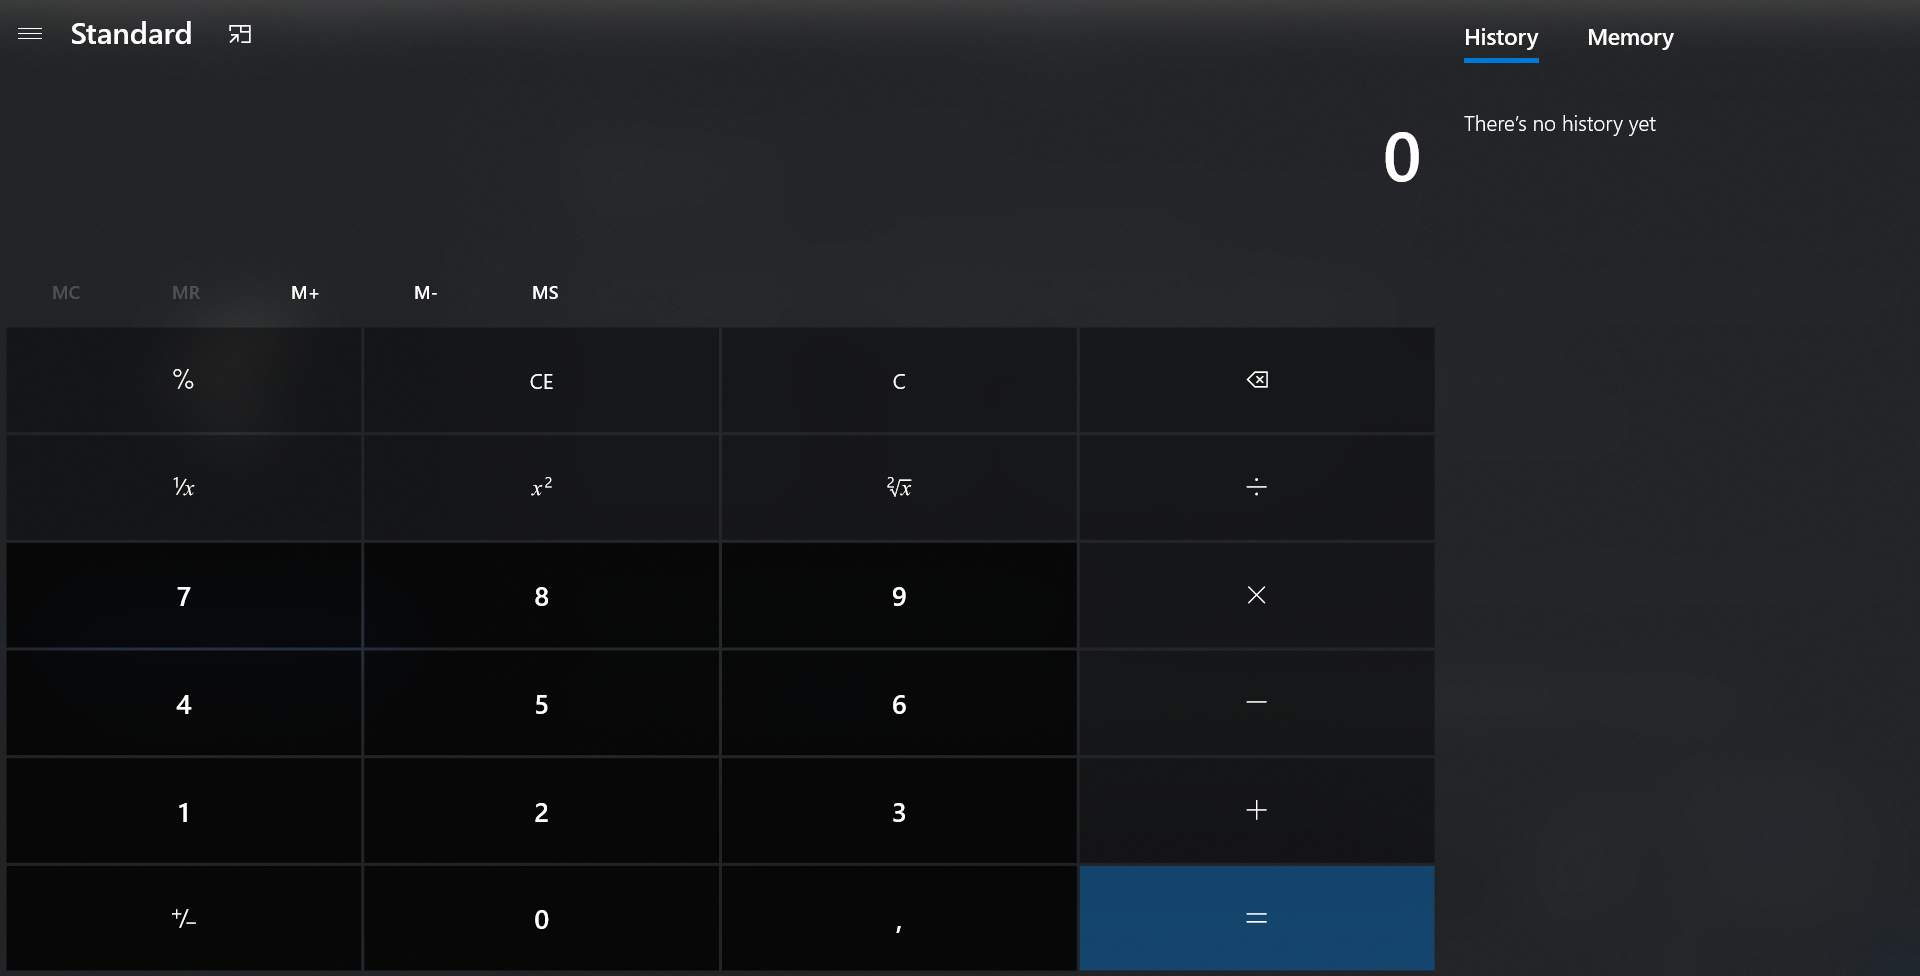 Standard
History Memory
There's no history yet
0
MC MR M+ M- MS
% CE C
1/x x² ²√x ÷
7 8 9 ×
4 5 6 −
1 2 3 +
+/− 0 , =